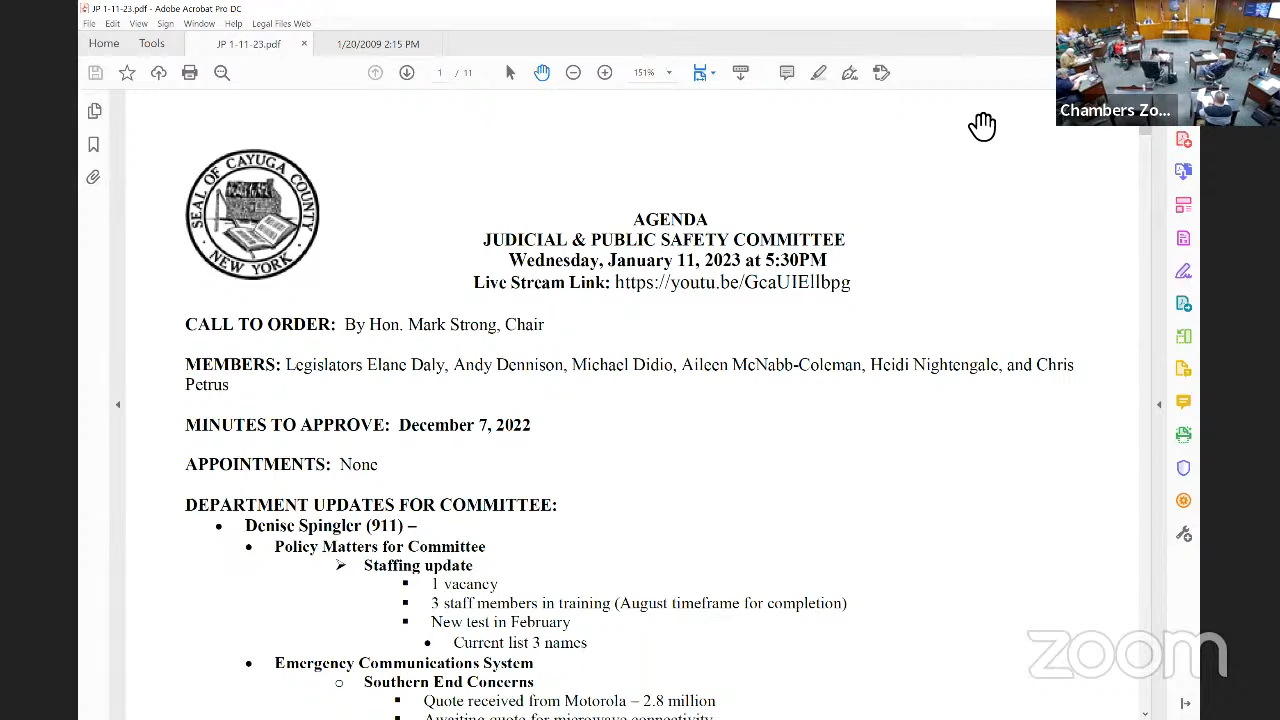 JP 1-11-23.pdf - Adobe Acrobat Pro DC
File Edit View Sign Window Help Legal Files Web
Home Tools JP 1-11-23.pdf × 1/20/2009 2:15 PM
1 / 11 151%
Chambers Zo...
SEAL OF CAYUGA COUNTY
NEW YORK
AGENDA
JUDICIAL & PUBLIC SAFETY COMMITTEE
Wednesday, January 11, 2023 at 5:30PM
Live Stream Link: https://youtu.be/GcaUIEllbpg
CALL TO ORDER: By Hon. Mark Strong, Chair
MEMBERS: Legislators Elane Daly, Andy Dennison, Michael Didio, Aileen McNabb-Coleman, Heidi Nightengale, and Chris
Petrus
MINUTES TO APPROVE: December 7, 2022
APPOINTMENTS: None
DEPARTMENT UPDATES FOR COMMITTEE:
• Denise Spingler (911) –
• Policy Matters for Committee
➢ Staffing update
▪ 1 vacancy
▪ 3 staff members in training (August timeframe for completion)
▪ New test in February
• Current list 3 names
• Emergency Communications System
o Southern End Concerns
▪ Quote received from Motorola – 2.8 million
▪ Awaiting quote for microwave connectivity
zoom